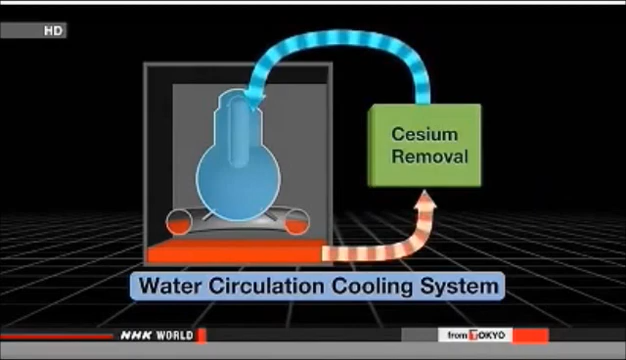 HD
Cesium
Removal
Water Circulation Cooling System
NHK WORLD
from TOKYO